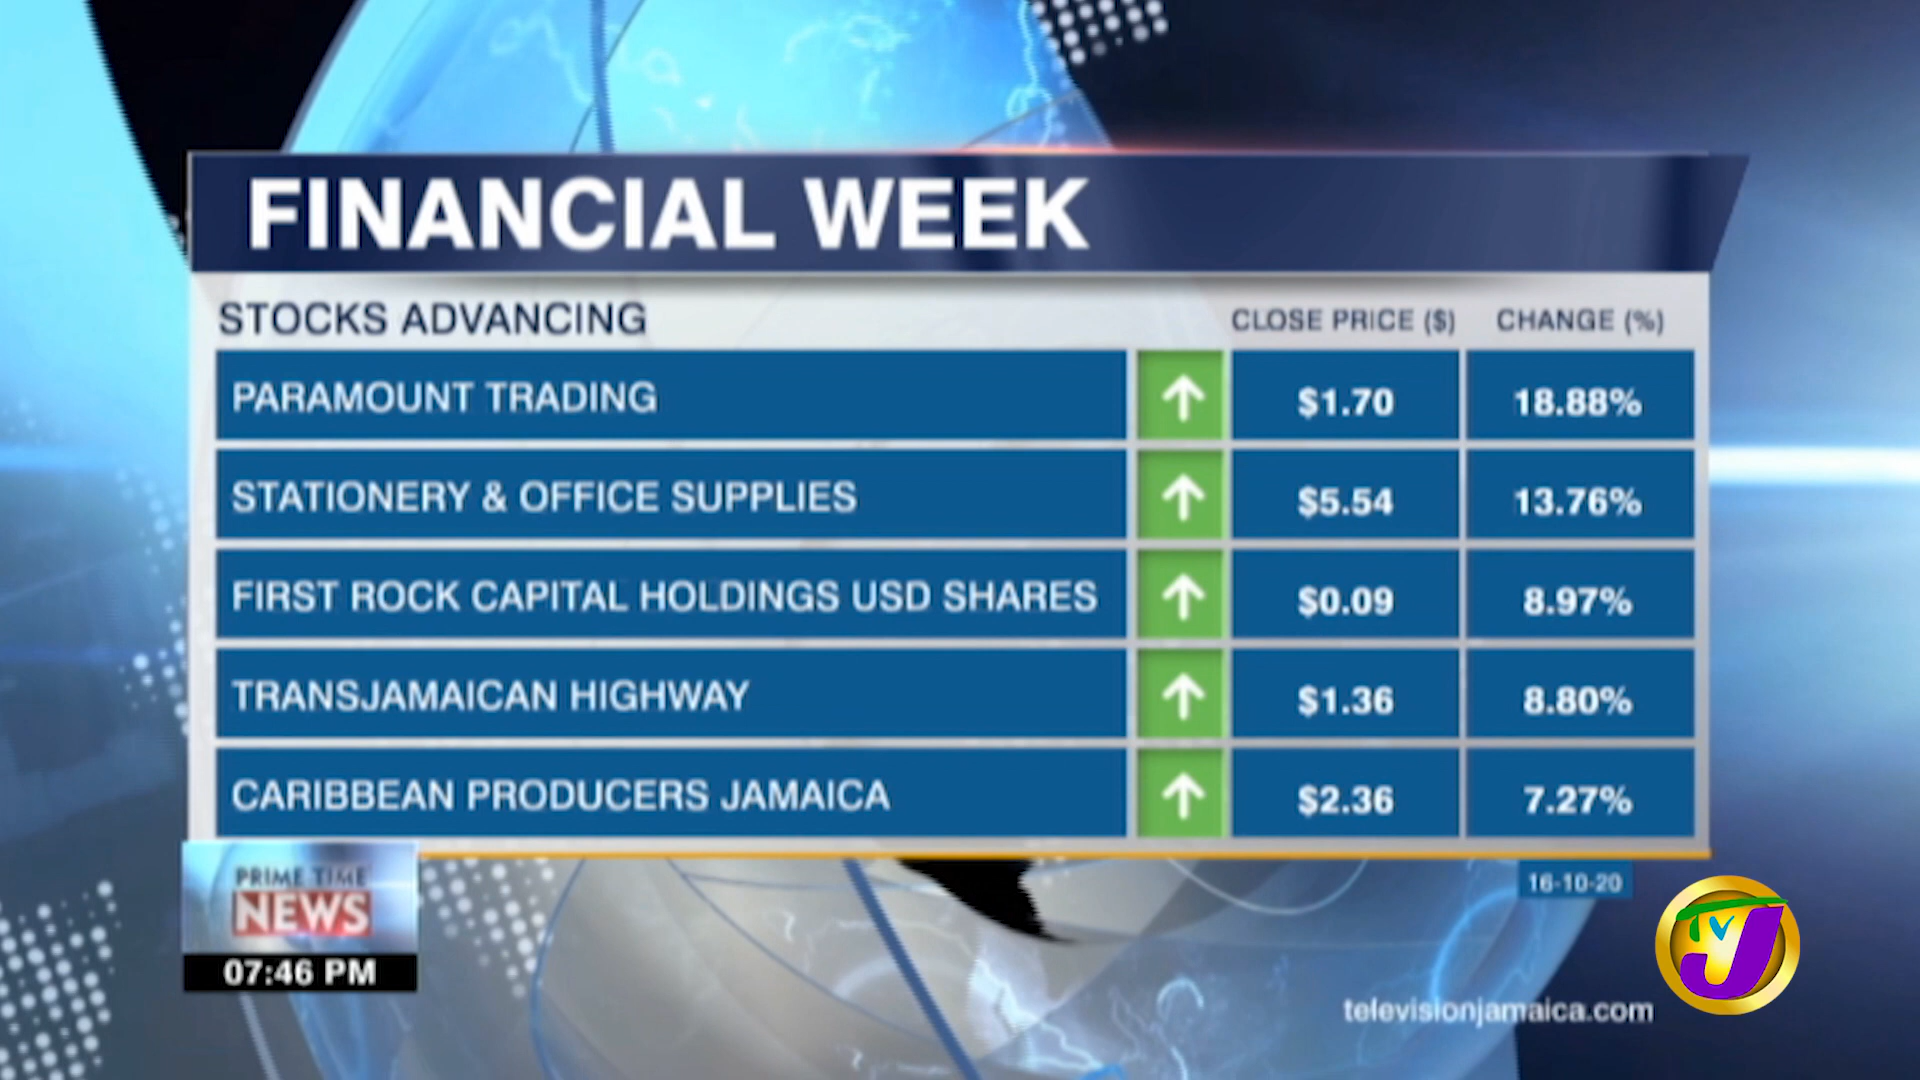 FINANCIAL WEEK
STOCKS ADVANCING CLOSE PRICE ($) CHANGE (%)
PARAMOUNT TRADING $1.70 18.88%
STATIONERY & OFFICE SUPPLIES $5.54 13.76%
FIRST ROCK CAPITAL HOLDINGS USD SHARES $0.09 8.97%
TRANSJAMAICAN HIGHWAY $1.36 8.80%
CARIBBEAN PRODUCERS JAMAICA $2.36 7.27%
PRIME TIME
NEWS
07:46 PM
16-10-20
TVJ
televisionjamaica.com